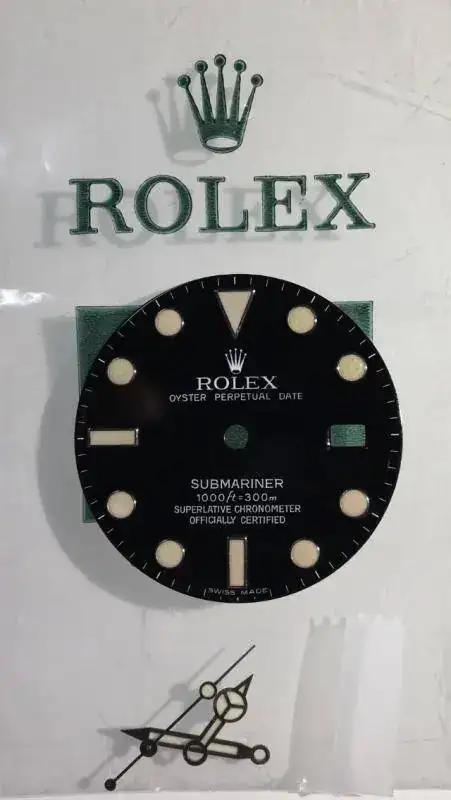 ROLEX
ROLEX
OYSTER PERPETUAL DATE
SUBMARINER
1000ft=300m
SUPERLATIVE CHRONOMETER
OFFICIALLY CERTIFIED
SWISS MADE